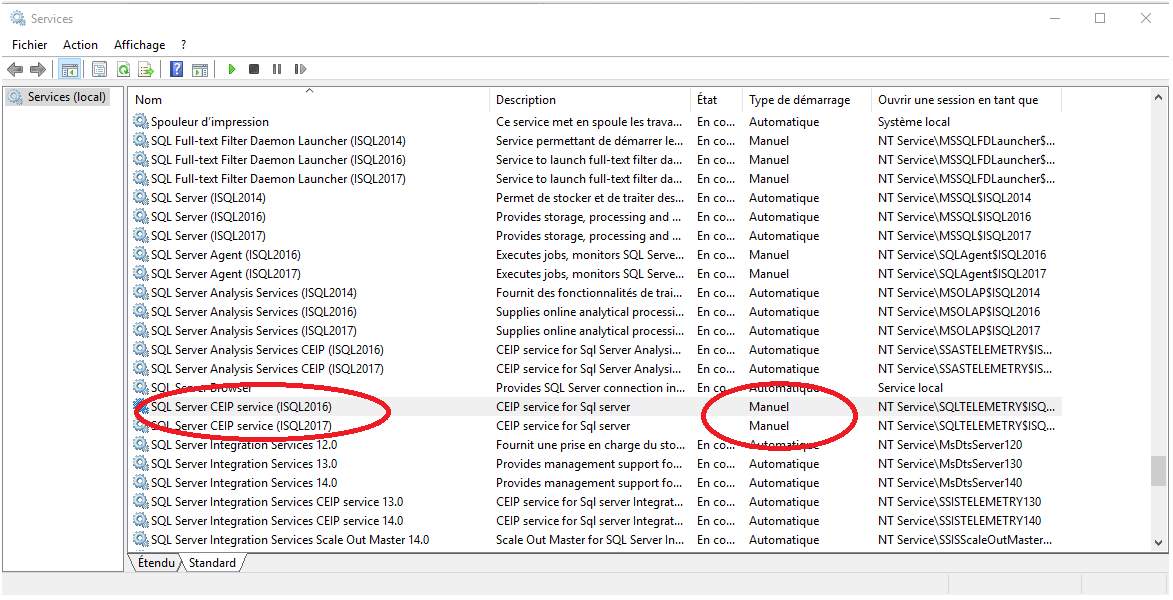 Services
Fichier Action Affichage ?
Services (local)
Nom Description État Type de démarrage Ouvrir une session en tant que
Spouleur d'impression Ce service met en spoule les trava... En co... Automatique Système local
SQL Full-text Filter Daemon Launcher (ISQL2014) Service permettant de démarrer le... En co... Manuel NT Service\MSSQLFDLauncher$...
SQL Full-text Filter Daemon Launcher (ISQL2016) Service to launch full-text filter da... En co... Manuel NT Service\MSSQLFDLauncher$...
SQL Full-text Filter Daemon Launcher (ISQL2017) Service to launch full-text filter da... En co... Manuel NT Service\MSSQLFDLauncher$...
SQL Server (ISQL2014) Permet de stocker et de traiter des... En co... Automatique NT Service\MSSQL$ISQL2014
SQL Server (ISQL2016) Provides storage, processing and ... En co... Automatique NT Service\MSSQL$ISQL2016
SQL Server (ISQL2017) Provides storage, processing and ... En co... Automatique NT Service\MSSQL$ISQL2017
SQL Server Agent (ISQL2016) Executes jobs, monitors SQL Serve... En co... Manuel NT Service\SQLAgent$ISQL2016
SQL Server Agent (ISQL2017) Executes jobs, monitors SQL Serve... En co... Manuel NT Service\SQLAgent$ISQL2017
SQL Server Analysis Services (ISQL2014) Fournit des fonctionnalités de trai... En co... Automatique NT Service\MSOLAP$ISQL2014
SQL Server Analysis Services (ISQL2016) Supplies online analytical processi... En co... Automatique NT Service\MSOLAP$ISQL2016
SQL Server Analysis Services (ISQL2017) Supplies online analytical processi... En co... Automatique NT Service\MSOLAP$ISQL2017
SQL Server Analysis Services CEIP (ISQL2016) CEIP service for Sql Server Analysi... En co... Automatique NT Service\SSASTELEMETRY$IS...
SQL Server Analysis Services CEIP (ISQL2017) CEIP service for Sql Server Analysi... En co... Automatique NT Service\SSASTELEMETRY$IS...
SQL Server Browser Provides SQL Server connection in... En co... Automatique Service local
SQL Server CEIP service (ISQL2016) CEIP service for Sql server Manuel NT Service\SQLTELEMETRY$ISQ...
SQL Server CEIP service (ISQL2017) CEIP service for Sql server Manuel NT Service\SQLTELEMETRY$ISQ...
SQL Server Integration Services 12.0 Fournit une prise en charge du sto... En co... Automatique NT Service\MsDtsServer120
SQL Server Integration Services 13.0 Provides management support fo... En co... Automatique NT Service\MsDtsServer130
SQL Server Integration Services 14.0 Provides management support fo... En co... Automatique NT Service\MsDtsServer140
SQL Server Integration Services CEIP service 13.0 CEIP service for Sql server Integrat... En co... Automatique NT Service\SSISTELEMETRY130
SQL Server Integration Services CEIP service 14.0 CEIP service for Sql server Integrat... En co... Automatique NT Service\SSISTELEMETRY140
SQL Server Integration Services Scale Out Master 14.0 Scale Out Master for SQL Server In... En co... Automatique NT Service\SSISScaleOutMaster...
Étendu Standard